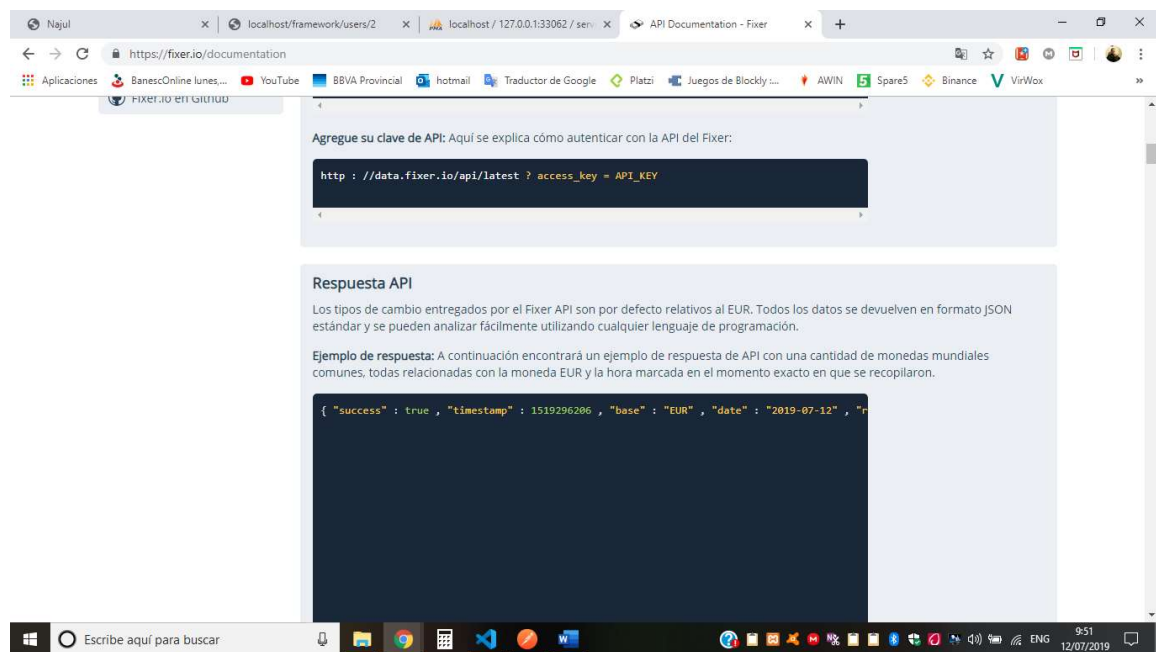 Najul
localhost/framework/users/2
localhost / 127.0.0.1:33062 / serv
API Documentation - Fixer
https://fixer.io/documentation
Aplicaciones
BanescOnline lunes,...
YouTube
BBVA Provincial
hotmail
Traductor de Google
Platzi
Juegos de Blockly :...
AWIN
Spare5
Binance
VirWox
»
Fixer.io en Github
Agregue su clave de API: Aquí se explica cómo autenticar con la API del Fixer:
http : //data.fixer.io/api/latest ? access_key = API_KEY
Respuesta API
Los tipos de cambio entregados por el Fixer API son por defecto relativos al EUR. Todos los datos se devuelven en formato JSON
estándar y se pueden analizar fácilmente utilizando cualquier lenguaje de programación.
Ejemplo de respuesta: A continuación encontrará un ejemplo de respuesta de API con una cantidad de monedas mundiales
comunes, todas relacionadas con la moneda EUR y la hora marcada en el momento exacto en que se recopilaron.
{ "success" : true , "timestamp" : 1519296206 , "base" : "EUR" , "date" : "2019-07-12" , "r
Escribe aquí para buscar
ENG
9:51
12/07/2019